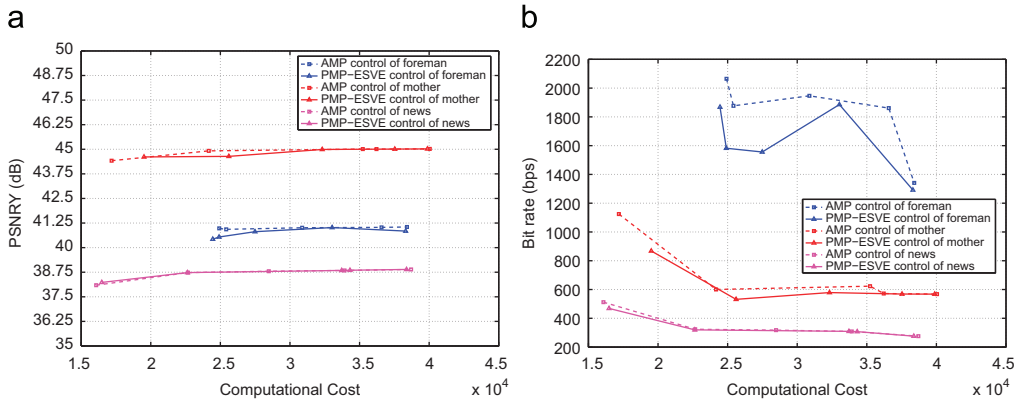 a
50
48.75
47.5
46.25
45
43.75
42.5
41.25
40
38.75
37.5
36.25
35
PSNRY (dB)
AMP control of foreman
PMP-ESVE control of foreman
AMP control of mother
PMP-ESVE control of mother
AMP control of news
PMP-ESVE control of news
1.5
2
2.5
3
3.5
4
4.5
Computational Cost
x 10^4
b
2200
2000
1800
1600
1400
1200
1000
800
600
400
200
Bit rate (bps)
AMP control of foreman
PMP-ESVE control of foreman
AMP control of mother
PMP-ESVE control of mother
AMP control of news
PMP-ESVE control of news
1.5
2
2.5
3
3.5
4
4.5
Computational Cost
x 10^4